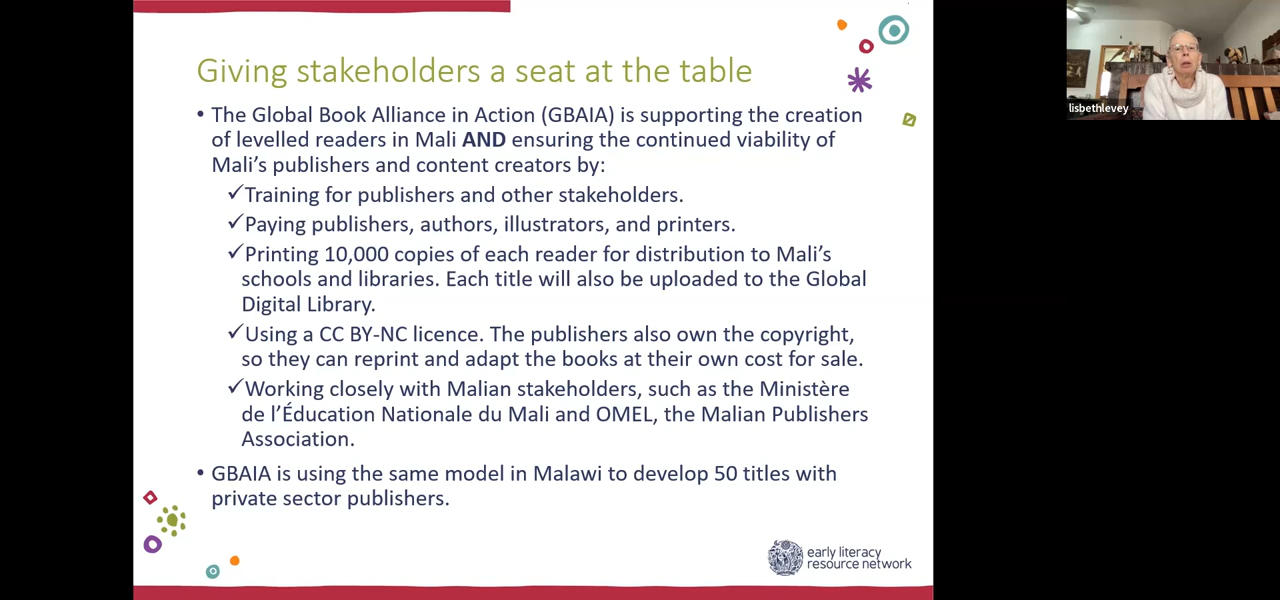 Giving stakeholders a seat at the table
• The Global Book Alliance in Action (GBAIA) is supporting the creation
of levelled readers in Mali AND ensuring the continued viability of
Mali's publishers and content creators by:
✓Training for publishers and other stakeholders.
✓Paying publishers, authors, illustrators, and printers.
✓Printing 10,000 copies of each reader for distribution to Mali's
schools and libraries. Each title will also be uploaded to the Global
Digital Library.
✓Using a CC BY-NC licence. The publishers also own the copyright,
so they can reprint and adapt the books at their own cost for sale.
✓Working closely with Malian stakeholders, such as the Ministère
de l'Éducation Nationale du Mali and OMEL, the Malian Publishers
Association.
• GBAIA is using the same model in Malawi to develop 50 titles with
private sector publishers.
early literacy
resource network
lisbethlevey